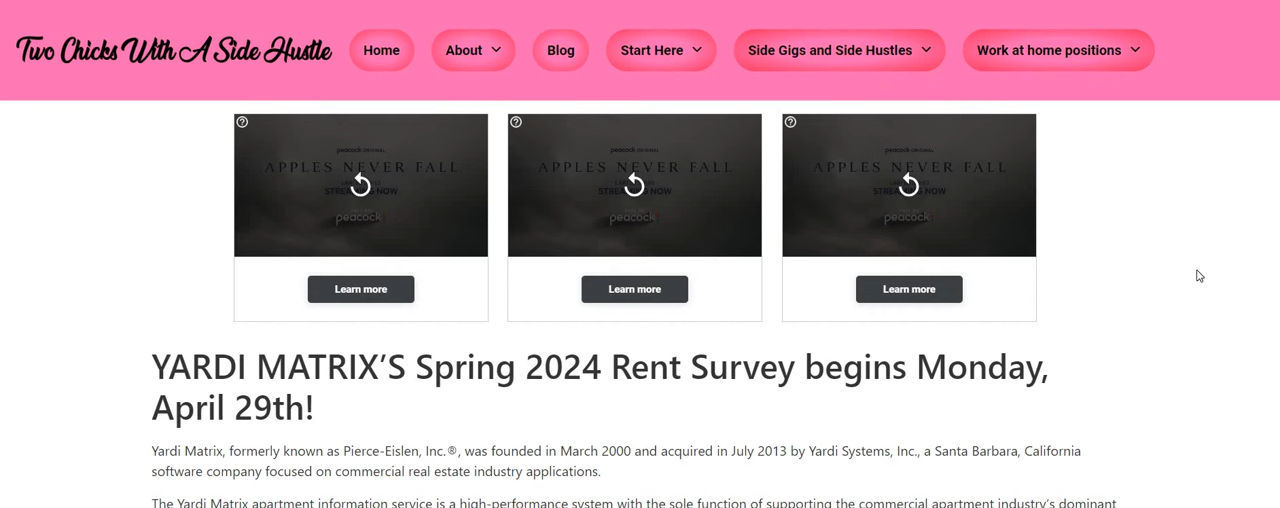 Two Chicks With A Side Hustle Home About Blog Start Here Side Gigs and Side Hustles Work at home positions
peacock ORIGINAL peacock ORIGINAL peacock ORIGINAL
APPLES NEVER FALL APPLES NEVER FALL APPLES NEVER FALL
STREAMING NOW STREAMING NOW STREAMING NOW
peacock peacock peacock
Learn more Learn more Learn more
YARDI MATRIX’S Spring 2024 Rent Survey begins Monday,
April 29th!
Yardi Matrix, formerly known as Pierce-Eislen, Inc.®, was founded in March 2000 and acquired in July 2013 by Yardi Systems, Inc., a Santa Barbara, California
software company focused on commercial real estate industry applications.
The Yardi Matrix apartment information service is a high-performance system with the sole function of supporting the commercial apartment industry’s dominant